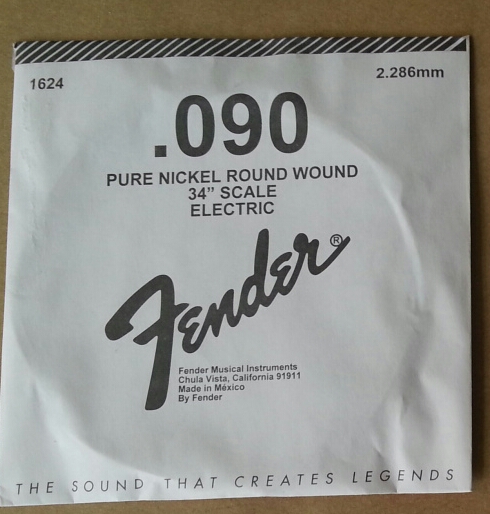 1624 2.286mm
.090
PURE NICKEL ROUND WOUND
34" SCALE
ELECTRIC
Fender®
Fender Musical Instruments
Chula Vista, California 91911
Made in México
By Fender
THE SOUND THAT CREATES LEGENDS